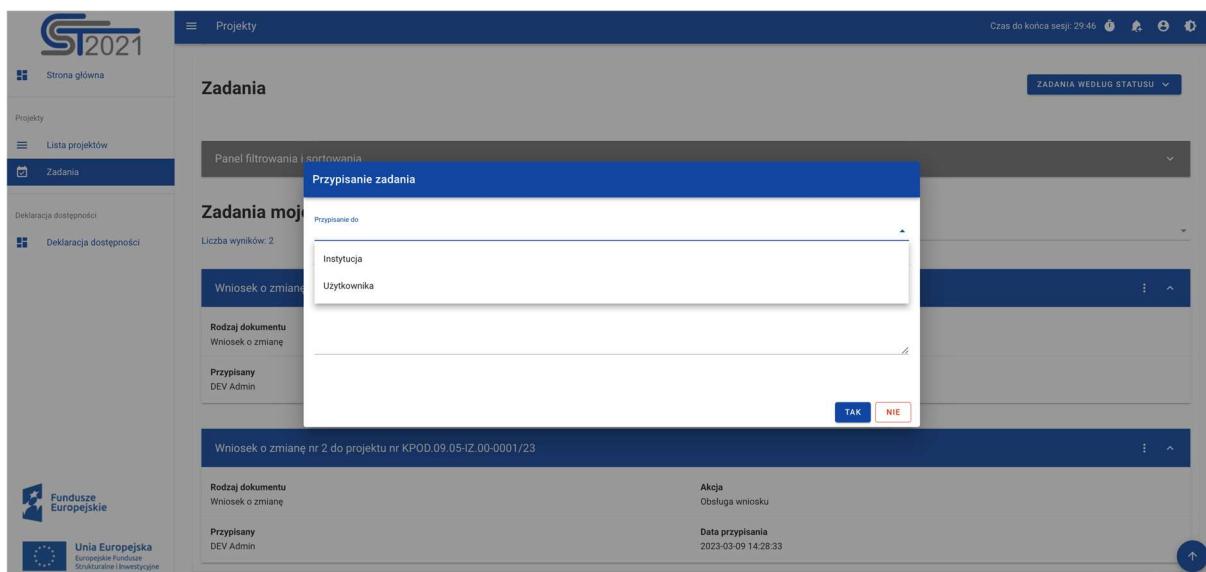 ST2021
Projekty
Czas do końca sesji: 29:46
Strona główna
Projekty
Lista projektów
Zadania
Deklaracja dostępności
Deklaracja dostępności
Fundusze
Europejskie
Unia Europejska
Europejskie Fundusze
Strukturalne i Inwestycyjne
Zadania
ZADANIA WEDŁUG STATUSU
Panel filtrowania i sortowania
Zadania moje
Liczba wyników: 2
Przypisanie zadania
Przypisanie do
Instytucja
Użytkownika
TAK
NIE
Wniosek o zmianę
Rodzaj dokumentu
Wniosek o zmianę
Przypisany
DEV Admin
Wniosek o zmianę nr 2 do projektu nr KPOD.09.05-IZ.00-0001/23
Rodzaj dokumentu
Wniosek o zmianę
Akcja
Obsługa wniosku
Przypisany
DEV Admin
Data przypisania
2023-03-09 14:28:33